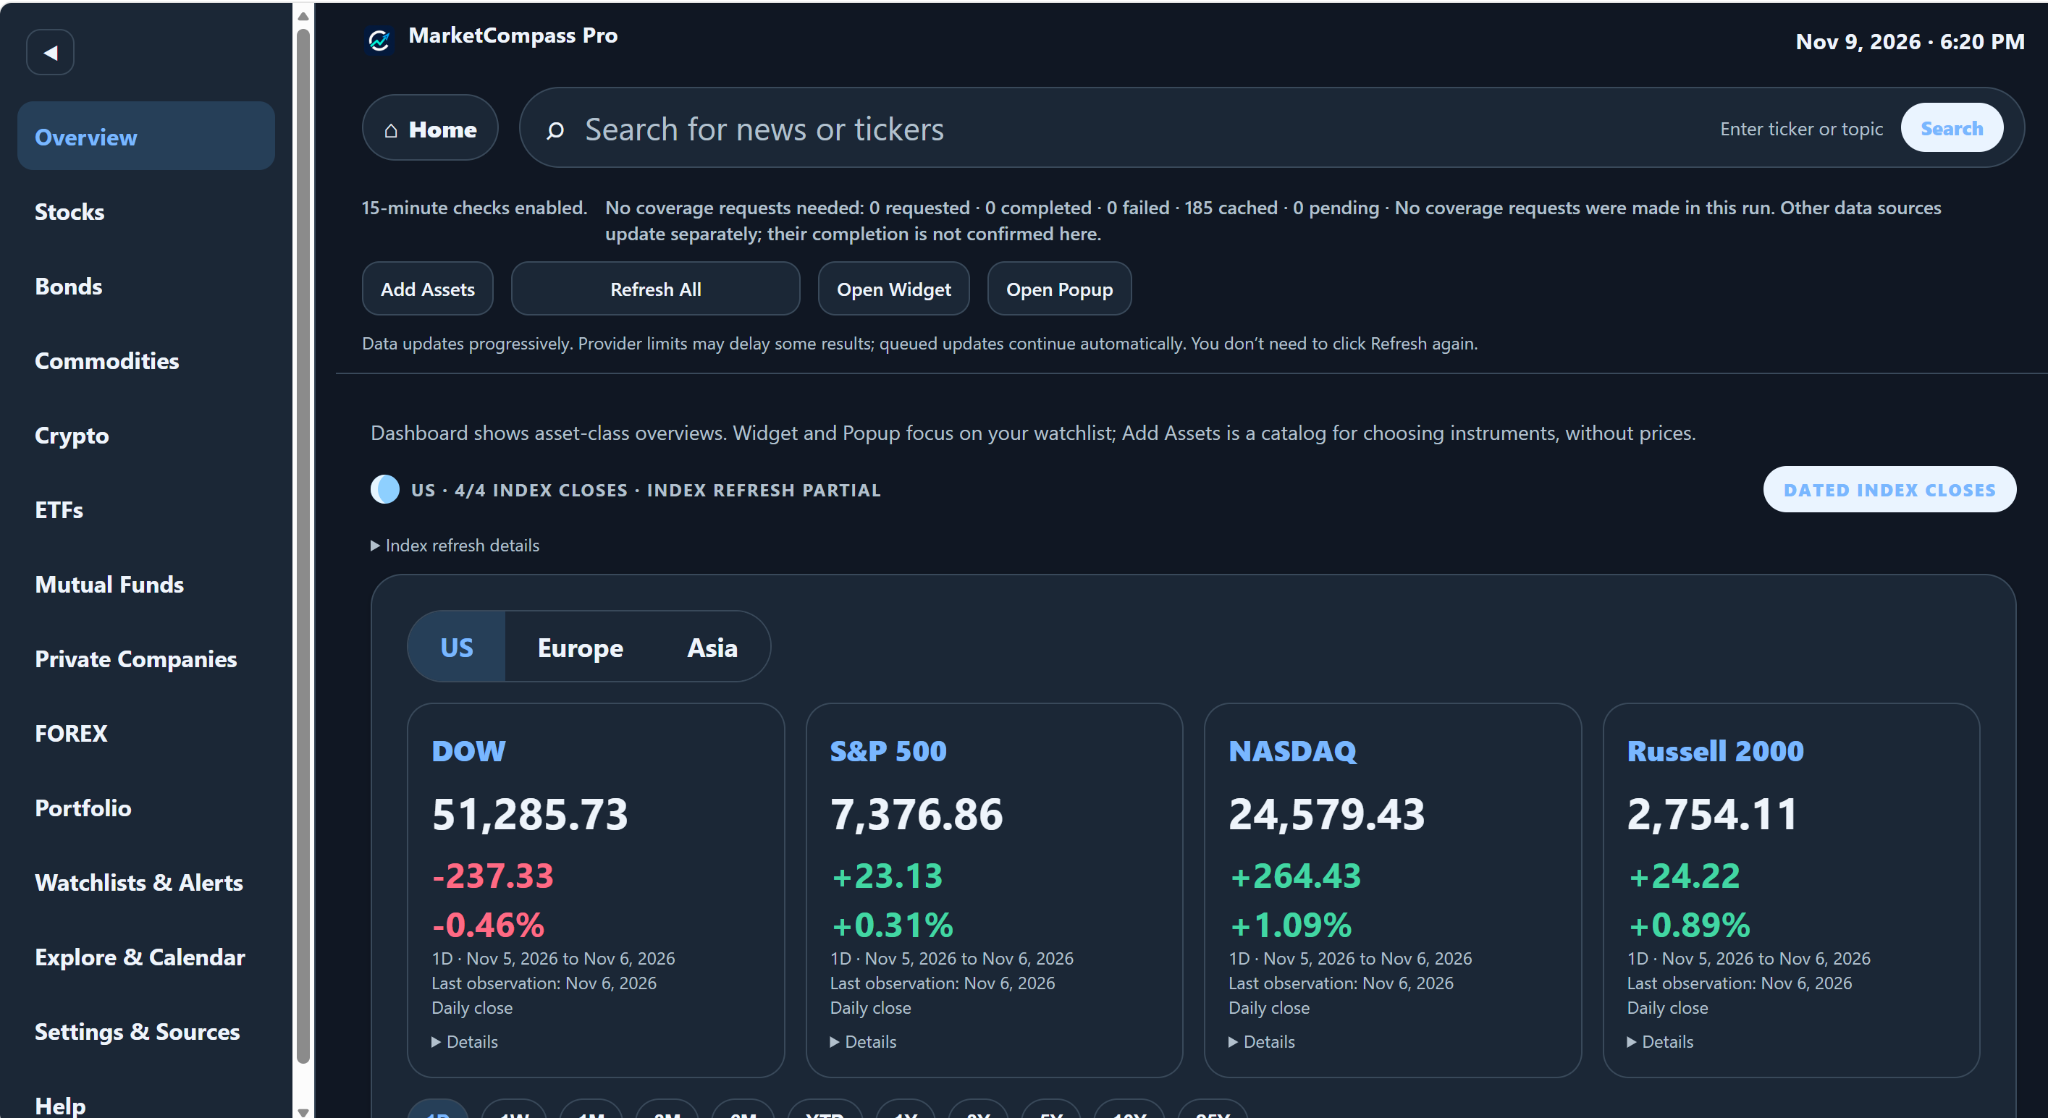 MarketCompass Pro
Nov 9, 2026 · 6:20 PM
Overview
Stocks
Bonds
Commodities
Crypto
ETFs
Mutual Funds
Private Companies
FOREX
Portfolio
Watchlists & Alerts
Explore & Calendar
Settings & Sources
Help
Home
Search for news or tickers
Enter ticker or topic
Search
15-minute checks enabled.
No coverage requests needed: 0 requested · 0 completed · 0 failed · 185 cached · 0 pending · No coverage requests were made in this run. Other data sources
update separately; their completion is not confirmed here.
Add Assets
Refresh All
Open Widget
Open Popup
Data updates progressively. Provider limits may delay some results; queued updates continue automatically. You don’t need to click Refresh again.
Dashboard shows asset-class overviews. Widget and Popup focus on your watchlist; Add Assets is a catalog for choosing instruments, without prices.
US · 4/4 INDEX CLOSES · INDEX REFRESH PARTIAL
DATED INDEX CLOSES
Index refresh details
US
Europe
Asia
DOW
51,285.73
-237.33
-0.46%
1D · Nov 5, 2026 to Nov 6, 2026
Last observation: Nov 6, 2026
Daily close
Details
S&P 500
7,376.86
+23.13
+0.31%
1D · Nov 5, 2026 to Nov 6, 2026
Last observation: Nov 6, 2026
Daily close
Details
NASDAQ
24,579.43
+264.43
+1.09%
1D · Nov 5, 2026 to Nov 6, 2026
Last observation: Nov 6, 2026
Daily close
Details
Russell 2000
2,754.11
+24.22
+0.89%
1D · Nov 5, 2026 to Nov 6, 2026
Last observation: Nov 6, 2026
Daily close
Details
1D
1W
1M
YTD
1Y
5Y